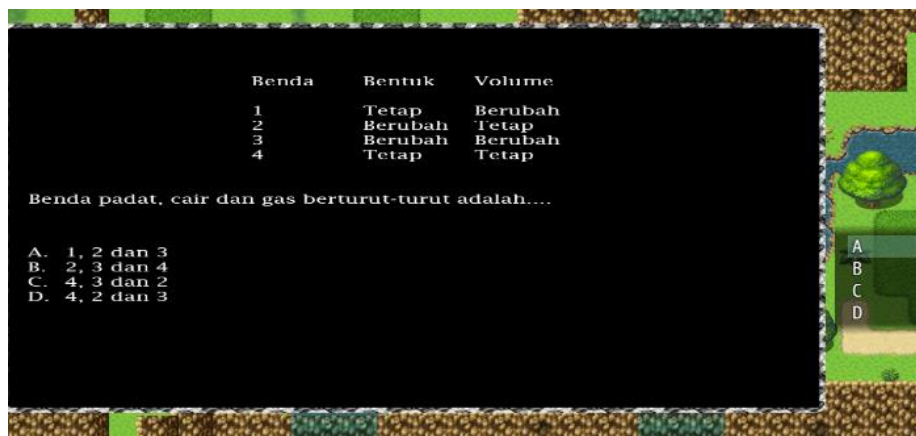 Benda Bentuk Volume
1 Tetap Berubah
2 Berubah Tetap
3 Berubah Berubah
4 Tetap Tetap
Benda padat, cair dan gas berturut-turut adalah....
A. 1, 2 dan 3
B. 2, 3 dan 4
C. 4, 3 dan 2
D. 4, 2 dan 3
A
B
C
D